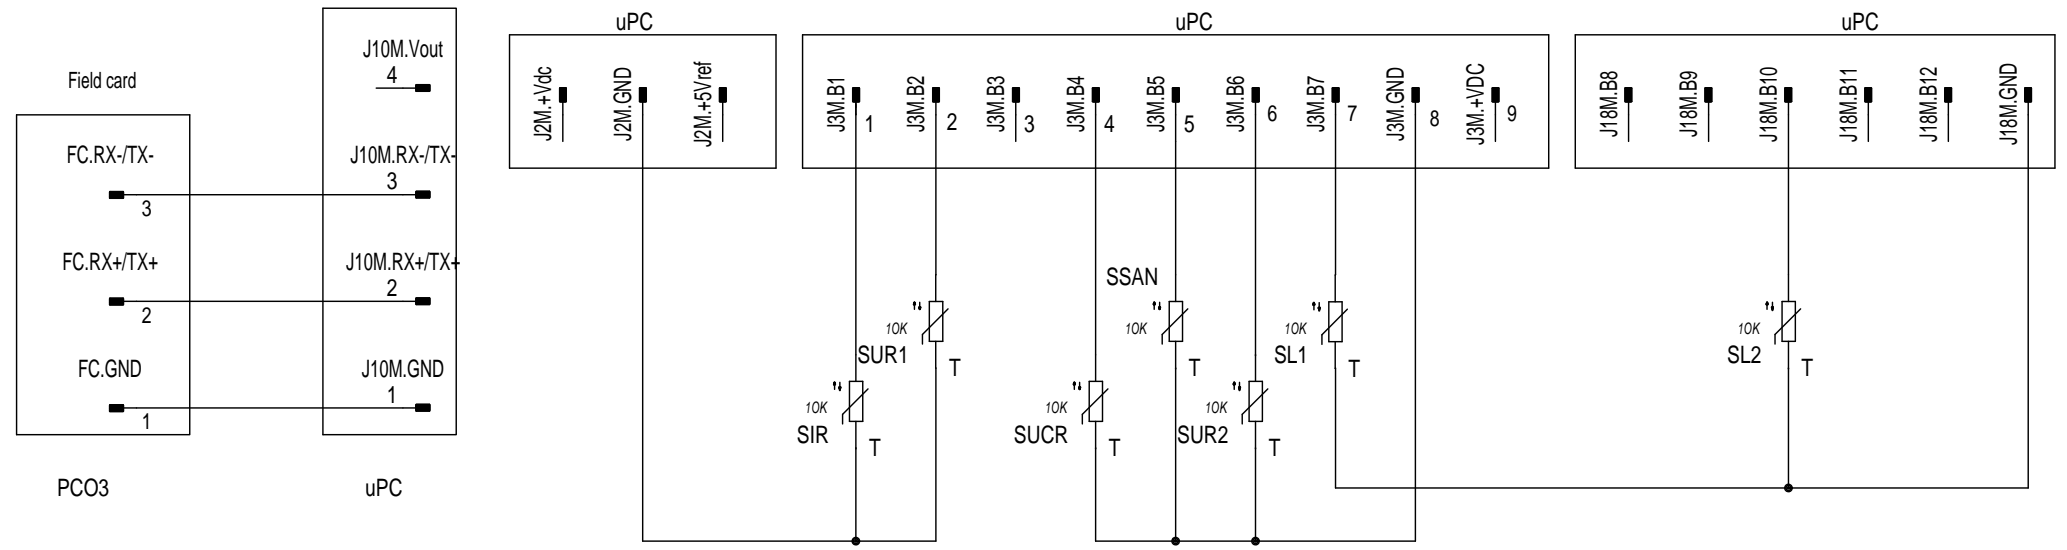 Field card
FC.RX-/TX-
3
FC.RX+/TX+
2
FC.GND
1
PCO3
J10M.Vout
4
J10M.RX-/TX-
3
J10M.RX+/TX+
2
J10M.GND
1
uPC
uPC
J2M.+Vdc
J2M.GND
J2M.+5Vref
uPC
J3M.B1
1
J3M.B2
2
J3M.B3
3
J3M.B4
4
J3M.B5
5
J3M.B6
6
J3M.B7
7
J3M.GND
8
J3M.+VDC
9
uPC
J18M.B8
J18M.B9
J18M.B10
J18M.B11
J18M.B12
J18M.GND
10K
SIR
T
10K
SUR1
T
10K
SUCR
T
SSAN
10K
T
10K
SUR2
T
10K
SL1
T
10K
SL2
T